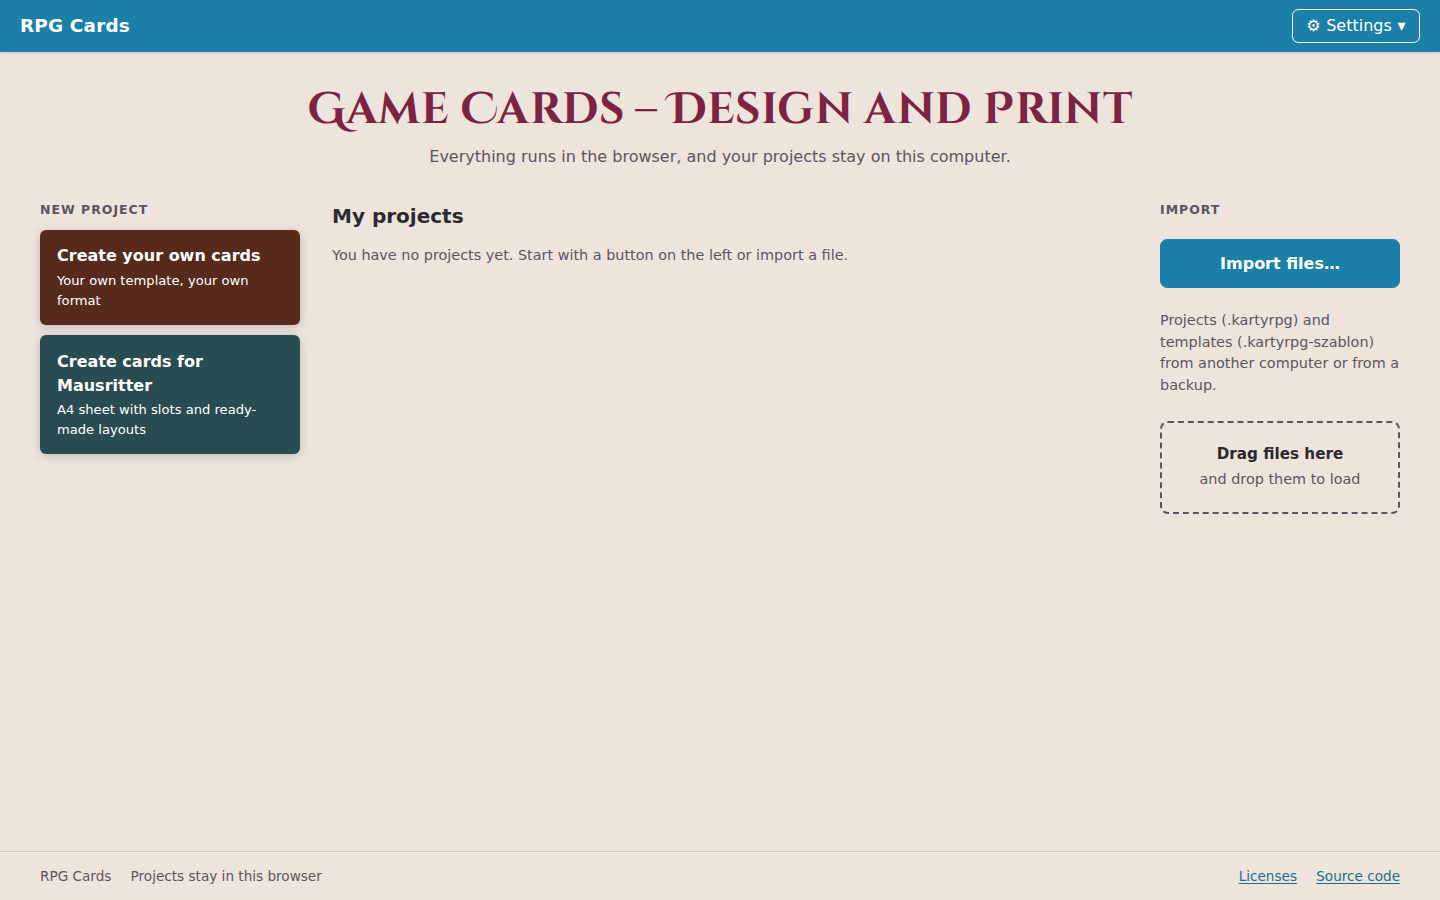 RPG Cards
⚙ Settings ▾
Game Cards – Design and Print
Everything runs in the browser, and your projects stay on this computer.
NEW PROJECT
Create your own cards
Your own template, your own
format
Create cards for
Mausritter
A4 sheet with slots and ready-
made layouts
My projects
You have no projects yet. Start with a button on the left or import a file.
IMPORT
Import files…
Projects (.kartyrpg) and
templates (.kartyrpg-szablon)
from another computer or from a
backup.
Drag files here
and drop them to load
RPG Cards
Projects stay in this browser
Licenses
Source code